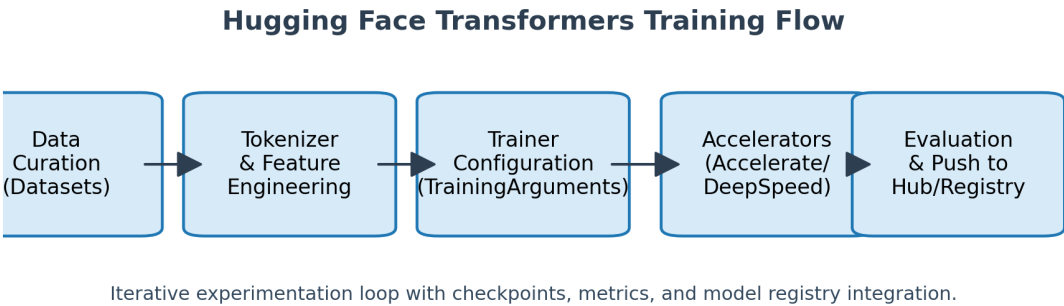 Hugging Face Transformers Training Flow
Data
Curation
(Datasets)
Tokenizer
& Feature
Engineering
Trainer
Configuration
(TrainingArguments)
Accelerators
(Accelerate/
DeepSpeed)
Evaluation
& Push to
Hub/Registry
Iterative experimentation loop with checkpoints, metrics, and model registry integration.